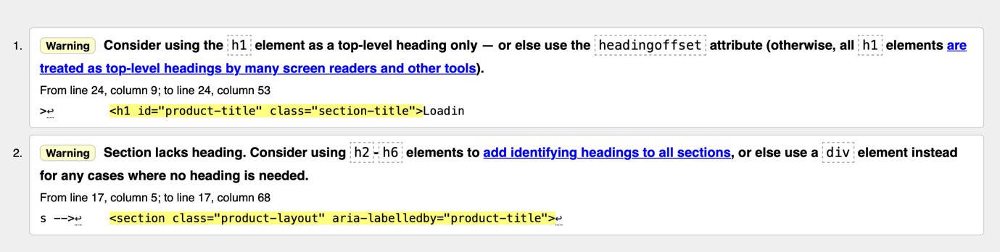 1. Warning Consider using the h1 element as a top-level heading only — or else use the headingoffset attribute (otherwise, all h1 elements are
treated as top-level headings by many screen readers and other tools).
From line 24, column 9; to line 24, column 53
>↩        <h1 id="product-title" class="section-title">Loadin
2. Warning Section lacks heading. Consider using h2-h6 elements to add identifying headings to all sections, or else use a div element instead
for any cases where no heading is needed.
From line 17, column 5; to line 17, column 68
s -->↩    <section class="product-layout" aria-labelledby="product-title">↩